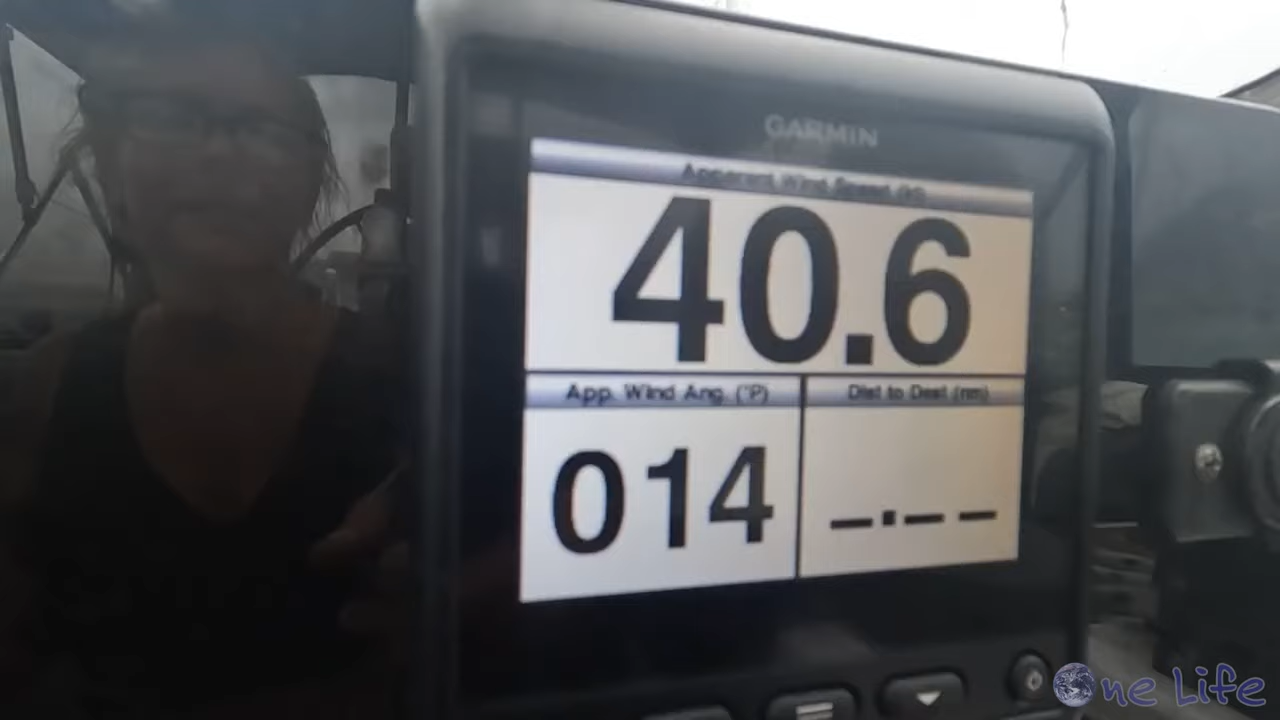 GARMIN
Apparent Wind Speed (kt)
40.6
App. Wind Ang. (°P)
Dist to Dest (nm)
014
_._ _
One Life